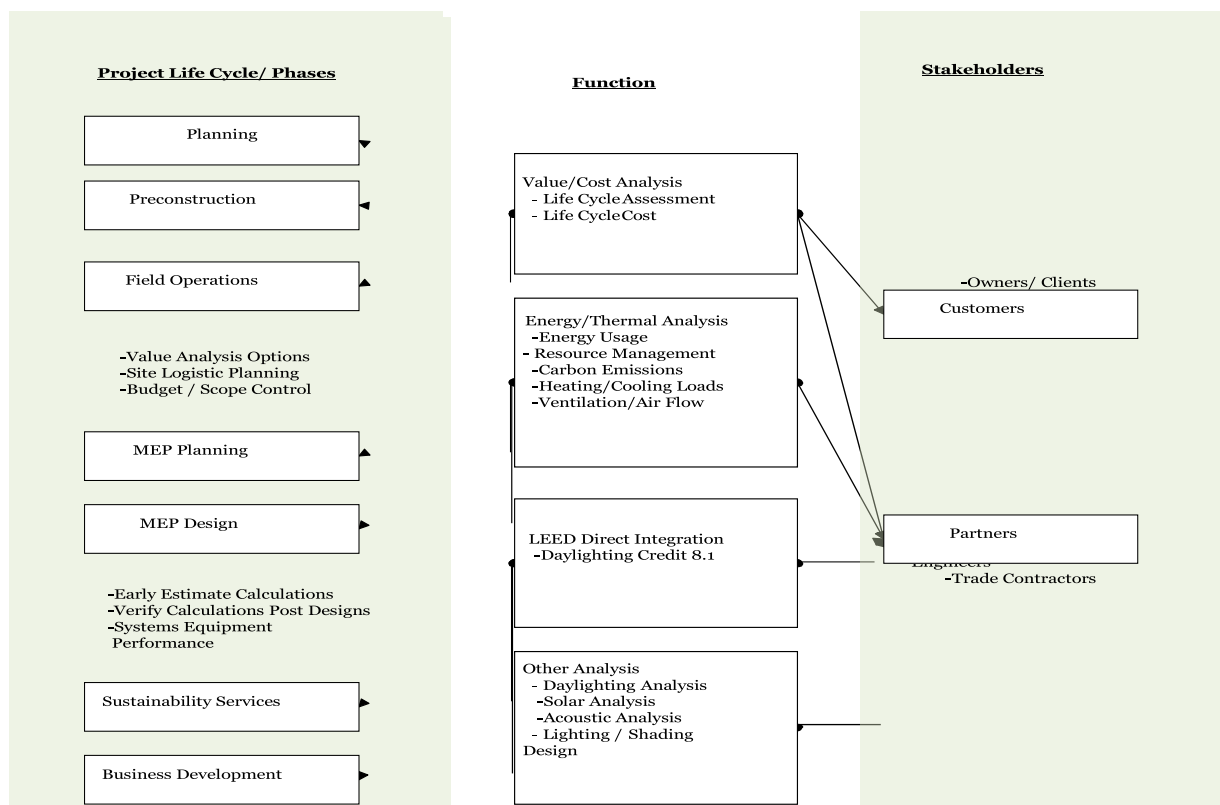 Project Life Cycle/ Phases
Planning
Preconstruction
Field Operations
-Value Analysis Options
-Site Logistic Planning
-Budget / Scope Control
MEP Planning
MEP Design
-Early Estimate Calculations
-Verify Calculations Post Designs
-Systems Equipment
Performance
Sustainability Services
Business Development
Function
Value/Cost Analysis
- Life Cycle Assessment
- Life Cycle Cost
Energy/Thermal Analysis
-Energy Usage
- Resource Management
-Carbon Emissions
-Heating/Cooling Loads
-Ventilation/Air Flow
LEED Direct Integration
-Daylighting Credit 8.1
Other Analysis
- Daylighting Analysis
-Solar Analysis
-Acoustic Analysis
- Lighting / Shading
Design
Stakeholders
-Owners/ Clients
Customers
Partners
Engineers
-Trade Contractors